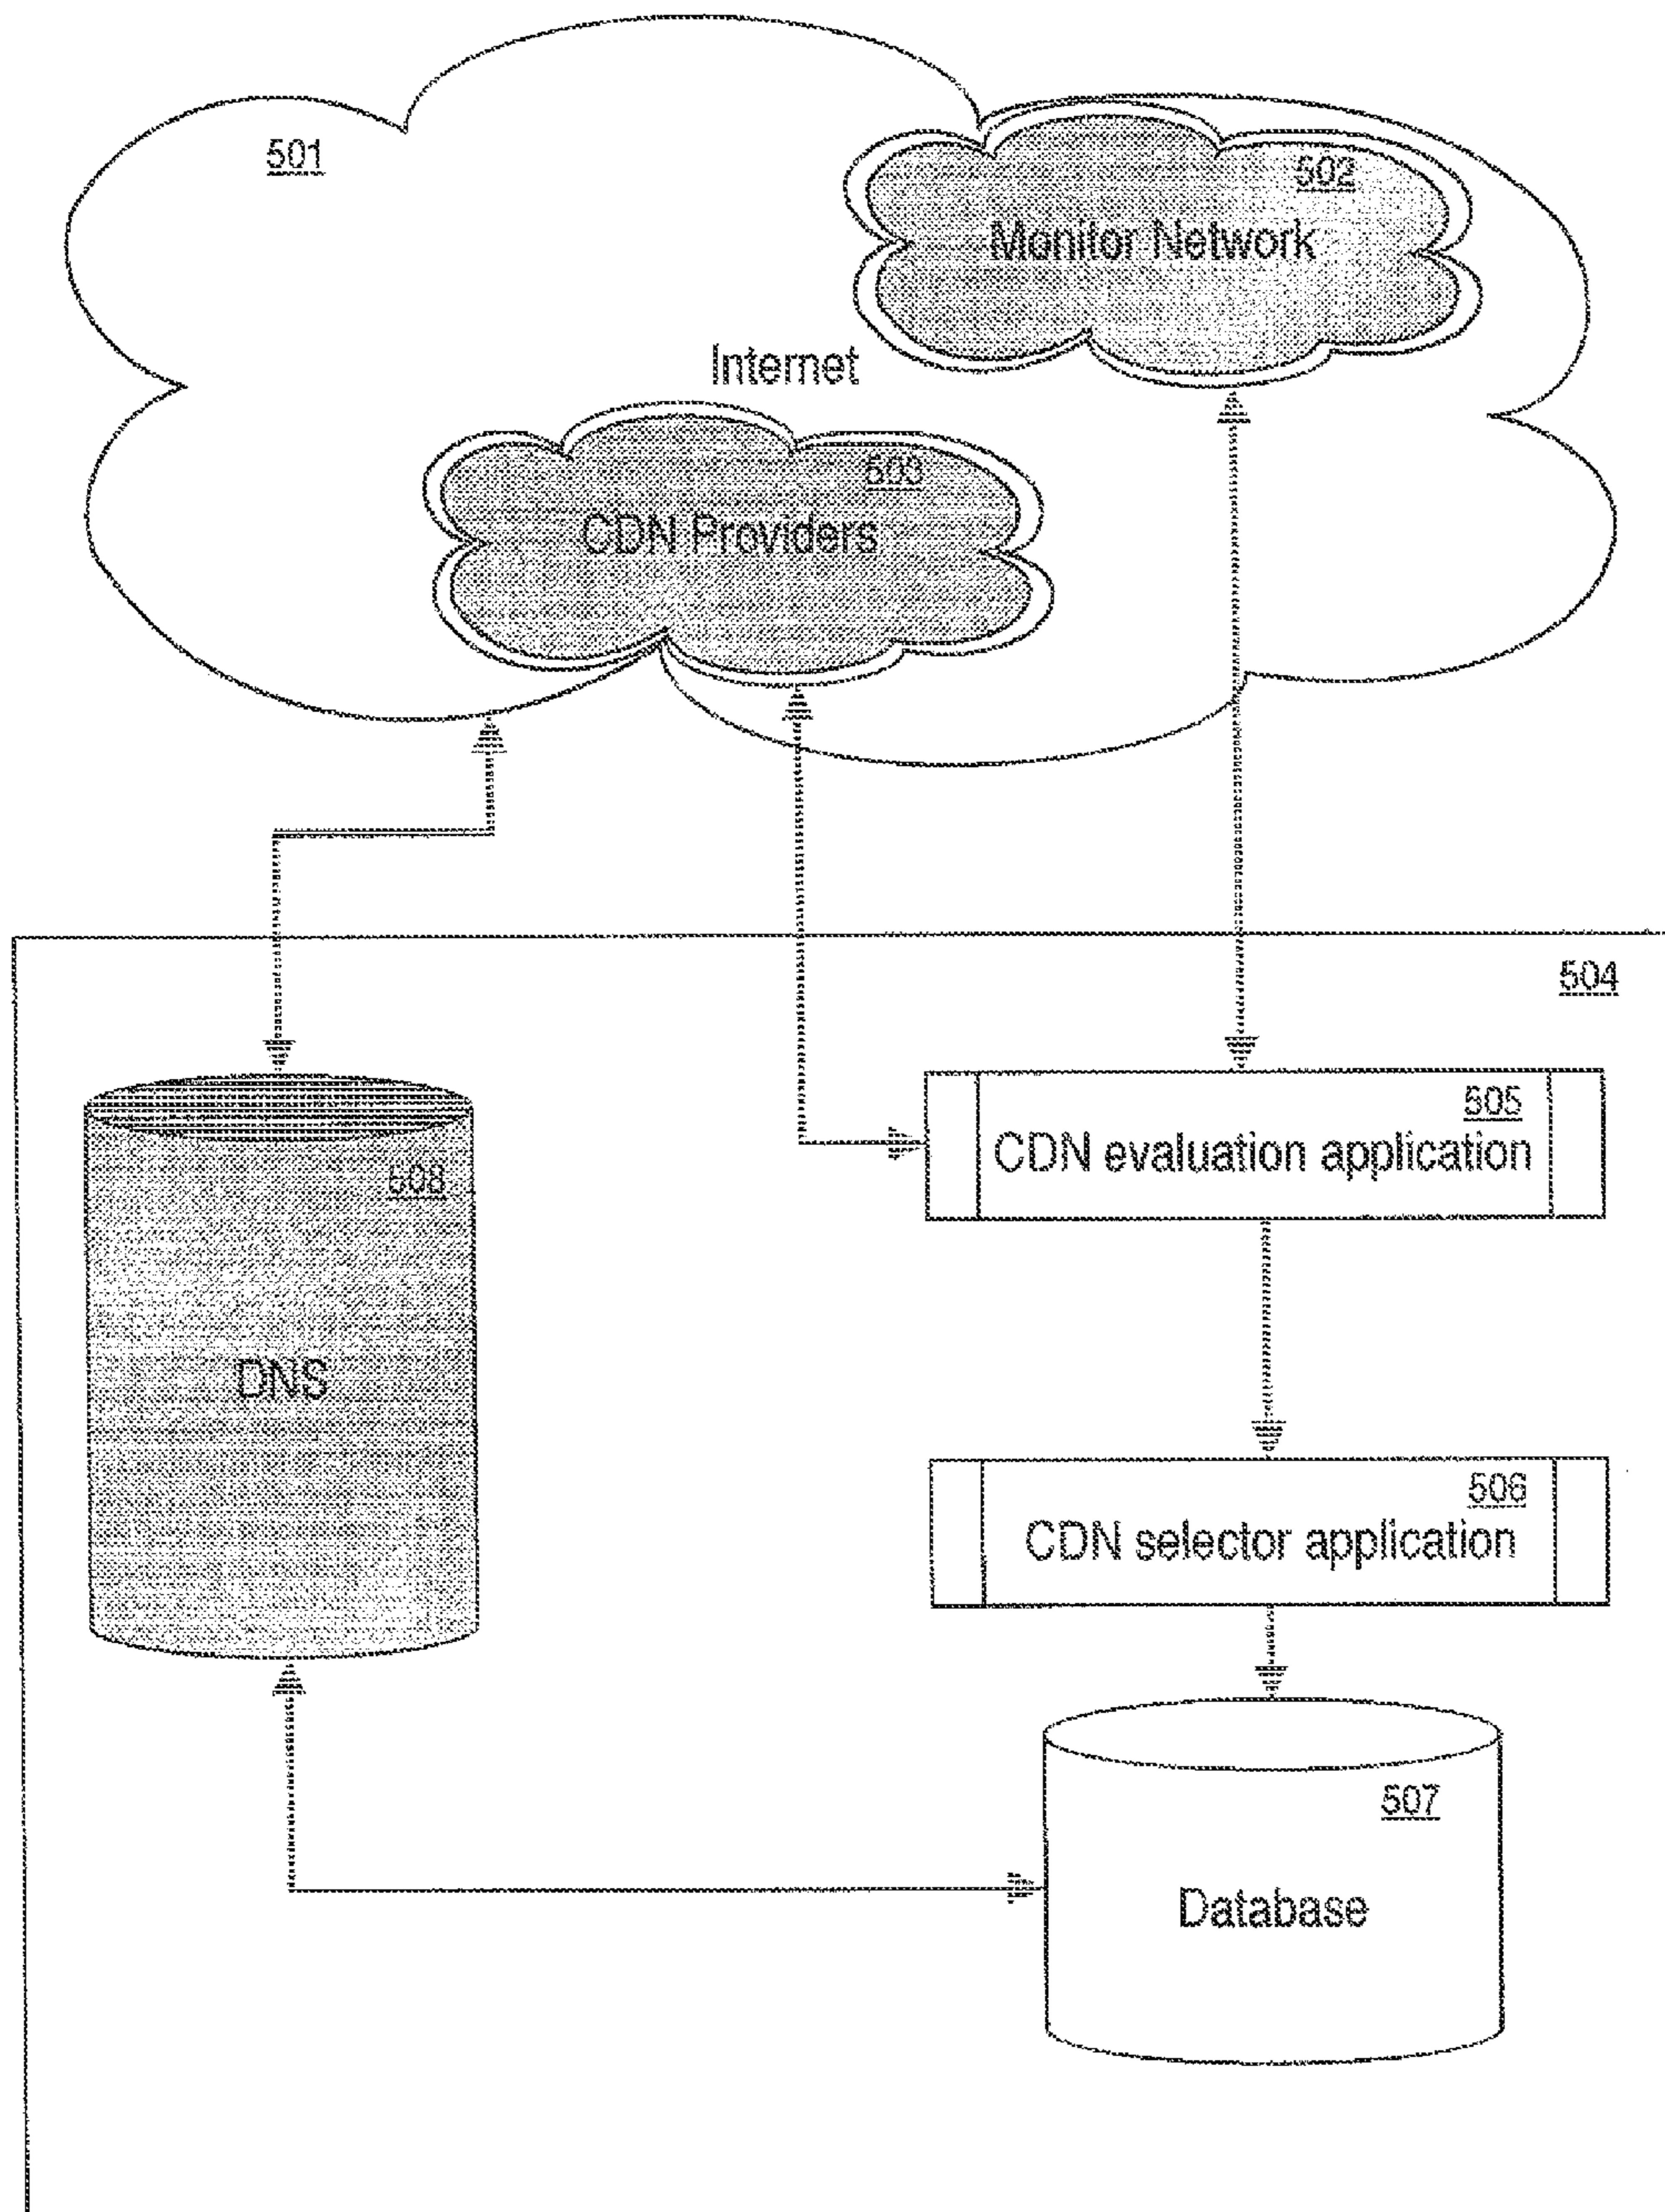 501
502
Monitor Network
Internet
503
CDN Providers
504
505
CDN evaluation application
508
DNS
506
CDN selector application
507
Database